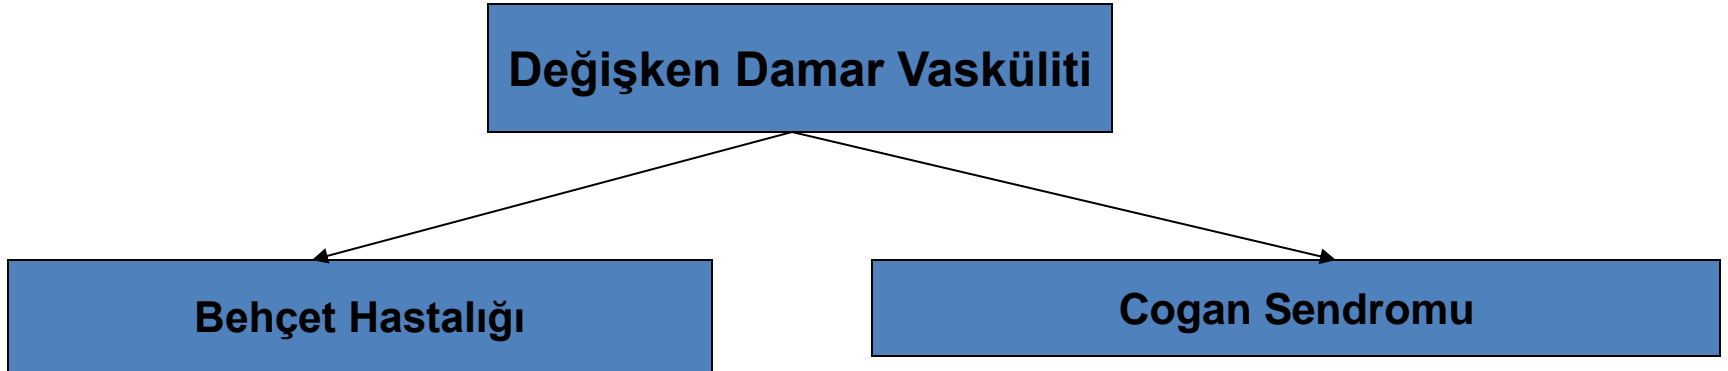 Değişken Damar Vasküliti
Behçet Hastalığı
Cogan Sendromu